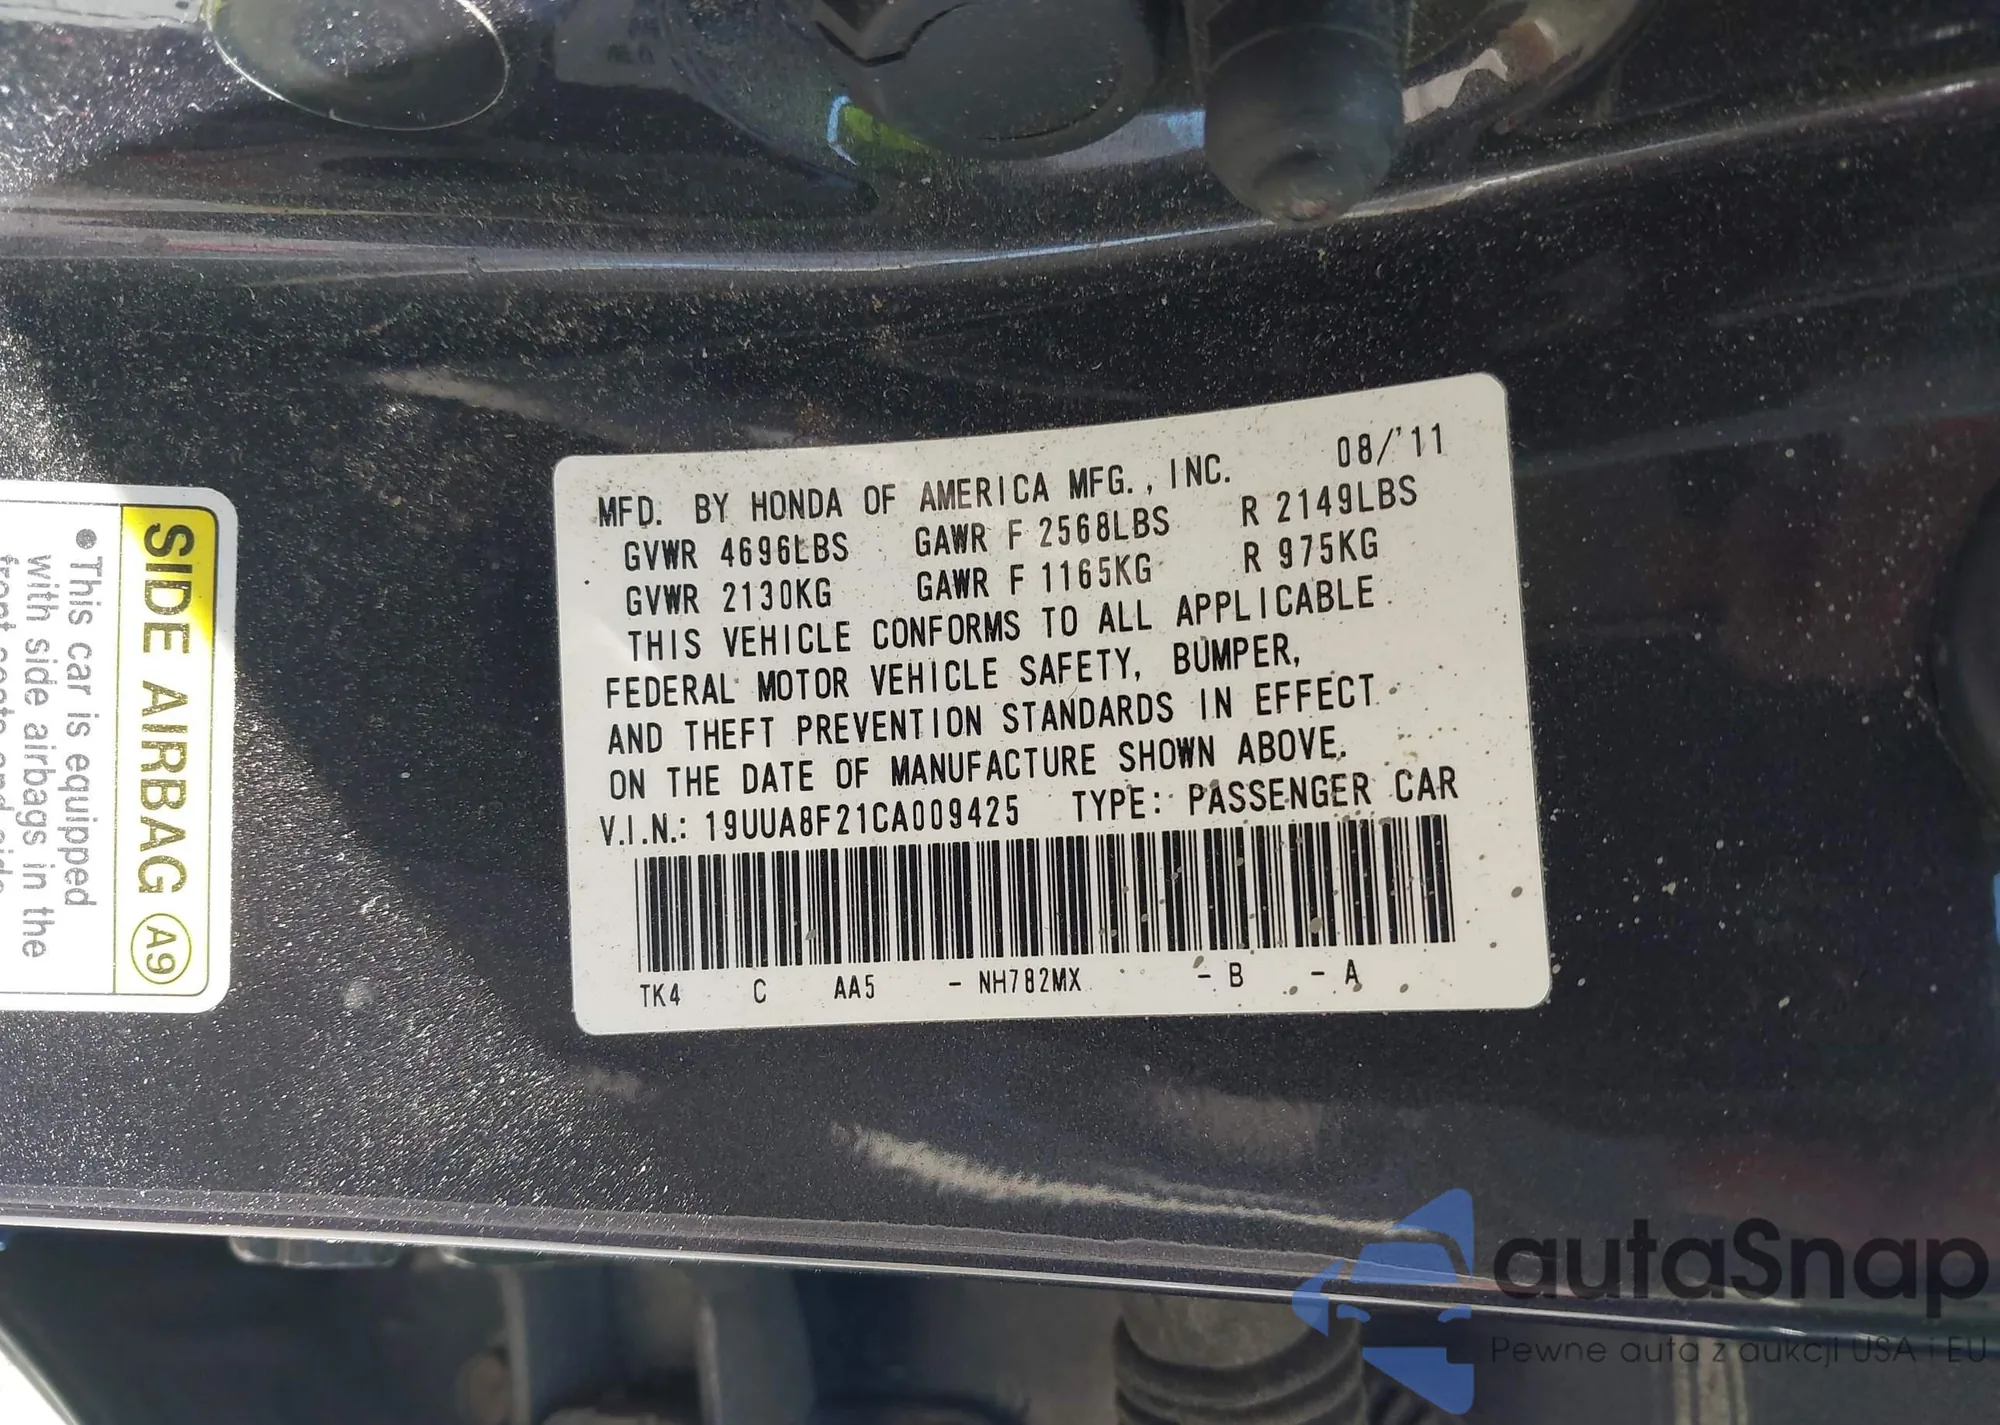 MFD. BY HONDA OF AMERICA MFG., INC. 08/'11
GVWR 4696LBS GAWR F 2568LBS R 2149LBS
GVWR 2130KG GAWR F 1165KG R 975KG
THIS VEHICLE CONFORMS TO ALL APPLICABLE
FEDERAL MOTOR VEHICLE SAFETY, BUMPER,
AND THEFT PREVENTION STANDARDS IN EFFECT
ON THE DATE OF MANUFACTURE SHOWN ABOVE.
V.I.N.: 19UUA8F21CA009425 TYPE: PASSENGER CAR
TK4 C AA5 - NH782MX - B - A
SIDE AIRBAG A9
•This car is equipped
with side airbags in the
autaSnap
Pewne auta z aukcji USA i EU